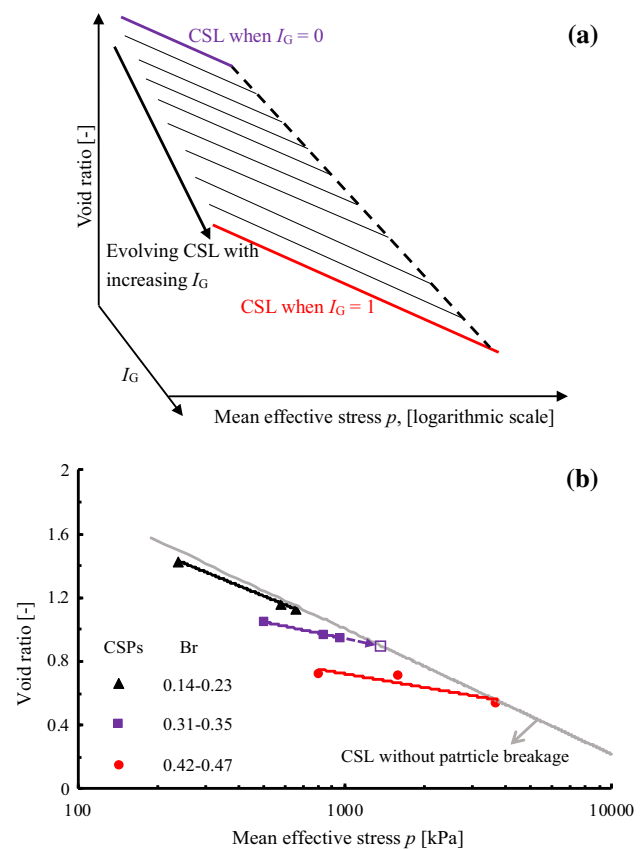 (a)
CSL when IG = 0
Void ratio [-]
Evolving CSL with
increasing IG
CSL when IG = 1
IG
Mean effective stress p, [logarithmic scale]
(b)
2
1.6
1.2
0.8
0.4
0
Void ratio [-]
CSPs Br
0.14-0.23
0.31-0.35
0.42-0.47
CSL without patrticle breakage
100 1000 10000
Mean effective stress p [kPa]